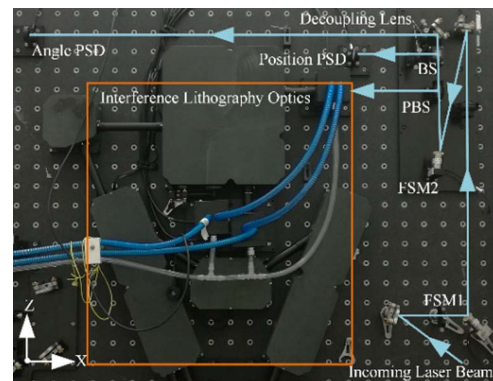 Decoupling Lens
Angle PSD
Position PSD
BS
Interference Lithography Optics
PBS
FSM2
FSM1
Z
X
Incoming Laser Beam